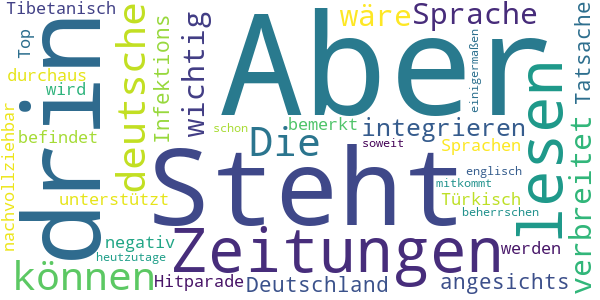 Tibetanisch
Top
durchaus
wird
nachvollziehbar
befindet
drin
deutsche
Infektions
wichtig
unterstützt
negativ
heutzutage
können
Aber
wäre
Sprache
einigermaßen
Tatsache
schon
Die
bemerkt
integrieren
soweit
Sprachen
Steht
lesen
verbreitet
englisch
mitkommt
Türkisch
beherrschen
Zeitungen
werden
Hitparade
Deutschland
angesichts